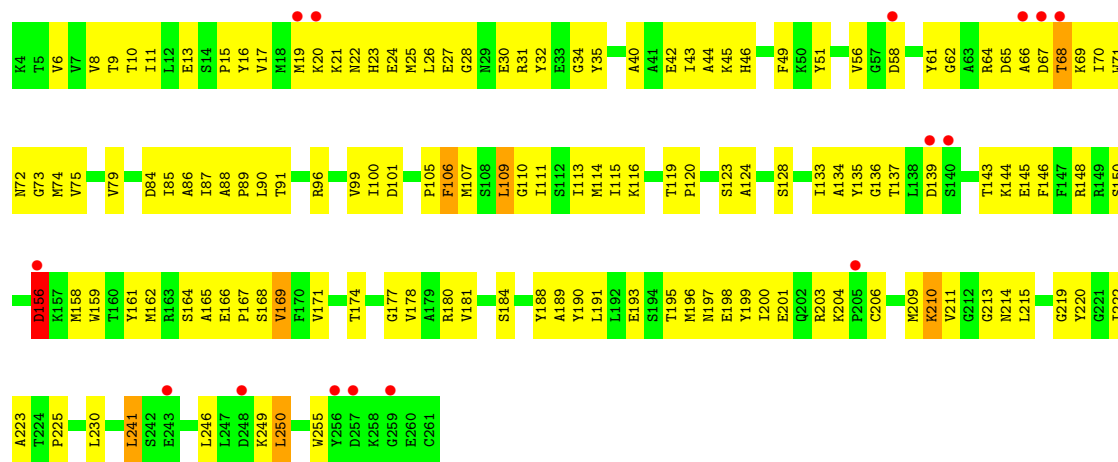 K4 T5 V6 V7 V8 T9 T10 I11 L12 E13 S14 P15 Y16 V17 M18 M19 K20 K21 N22 H23 E24 M25 L26 E27 G28 N29 E30 R31 Y32 E33 G34 Y35 A40 A41 E42 I43 A44 K45 H46 F49 K50 Y51 V56 G57 D58 Y61 G62 A63 R64 D65 A66 D67 T68 K69 I70 W71
N72 G73 M74 V75 V79 D84 I85 A86 I87 A88 P89 L90 T91 R96 V99 I100 D101 P105 F106 M107 S108 L109 G110 I111 S112 I113 M114 I115 K116 T119 P120 S123 A124 S128 I133 A134 Y135 G136 T137 L138 D139 S140 T143 K144 E145 F146 F147 R148 R149 S150
D156 K157 M158 W159 T160 Y161 M162 R163 S164 A165 E166 P167 S168 V169 F170 V171 T174 G177 V178 A179 R180 V181 S184 Y188 A189 Y190 L191 L192 E193 S194 T195 M196 N197 E198 Y199 I200 E201 Q202 R203 K204 P205 C206 M209 K210 V211 G212 G213 N214 L215 G219 Y220 G221 I222
A223 T224 P225 L230 L241 S242 E243 L246 L247 D248 K249 L250 W255 Y256 D257 K258 G259 E260 C261